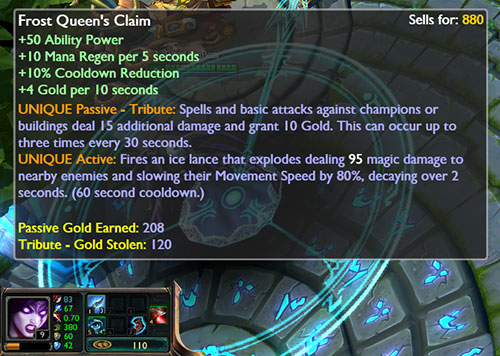 Frost Queen's Claim
Sells for: 880
+50 Ability Power
+10 Mana Regen per 5 seconds
+10% Cooldown Reduction
+4 Gold per 10 seconds
UNIQUE Passive - Tribute: Spells and basic attacks against champions or
buildings deal 15 additional damage and grant 10 Gold. This can occur up to
three times every 30 seconds.
UNIQUE Active: Fires an ice lance that explodes dealing 95 magic damage to
nearby enemies and slowing their Movement Speed by 80%, decaying over 2
seconds. (60 second cooldown.)
Passive Gold Earned: 208
Tribute - Gold Stolen: 120
83
67
0.70
380
9
60
42
110